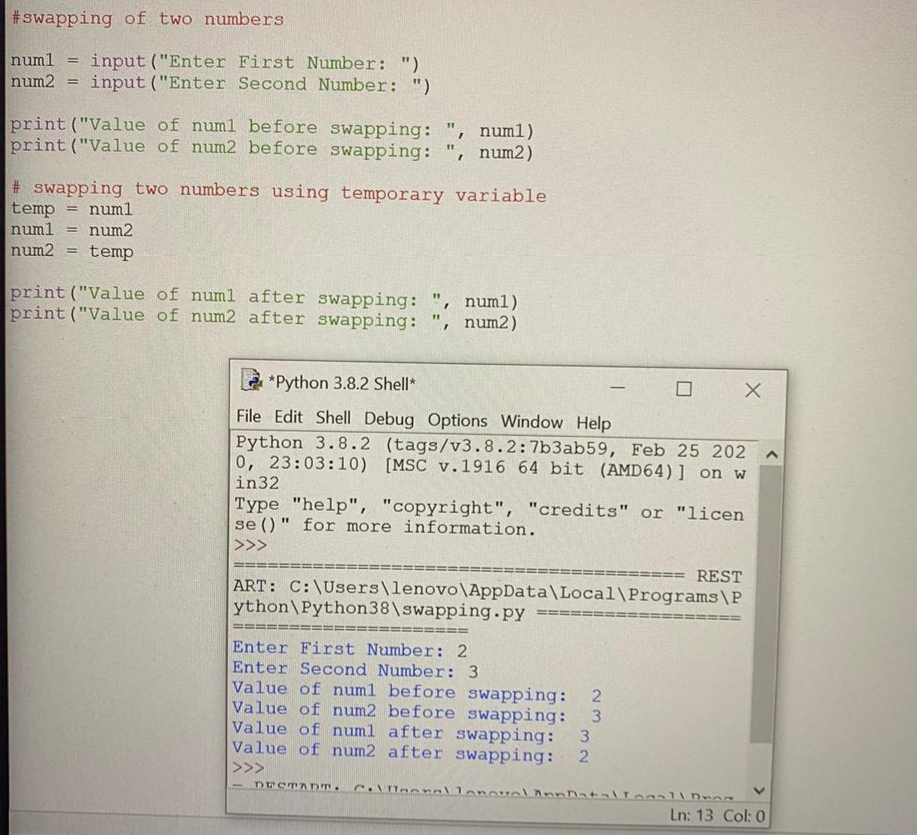 #swapping of two numbers
num1 = input("Enter First Number: ")
num2 = input("Enter Second Number: ")
print("Value of num1 before swapping: ", num1)
print("Value of num2 before swapping: ", num2)
# swapping two numbers using temporary variable
temp = num1
num1 = num2
num2 = temp
print("Value of num1 after swapping: ", num1)
print("Value of num2 after swapping: ", num2)
*Python 3.8.2 Shell*
File Edit Shell Debug Options Window Help
Python 3.8.2 (tags/v3.8.2:7b3ab59, Feb 25 202
0, 23:03:10) [MSC v.1916 64 bit (AMD64)] on w
in32
Type "help", "copyright", "credits" or "licen
se()" for more information.
>>>
======================================== REST
ART: C:\Users\lenovo\AppData\Local\Programs\P
ython\Python38\swapping.py ==================
=====================
Enter First Number: 2
Enter Second Number: 3
Value of num1 before swapping:  2
Value of num2 before swapping:  3
Value of num1 after swapping:  3
Value of num2 after swapping:  2
>>>
= RESTART: C:\Users\lenovo\AppData\Local\Prog
Ln: 13 Col: 0